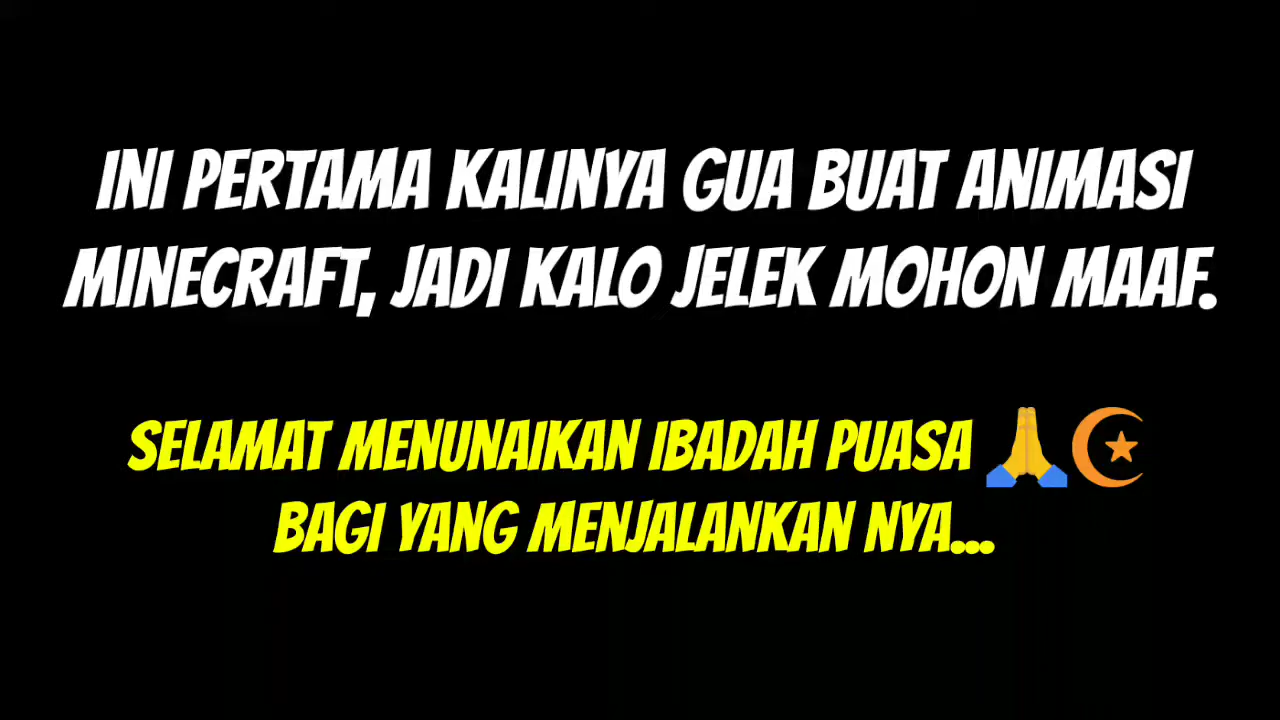 INI PERTAMA KALINYA GUA BUAT ANIMASI
MINECRAFT, JADI KALO JELEK MOHON MAAF.
SELAMAT MENUNAIKAN IBADAH PUASA 🙏☪
BAGI YANG MENJALANKAN NYA...